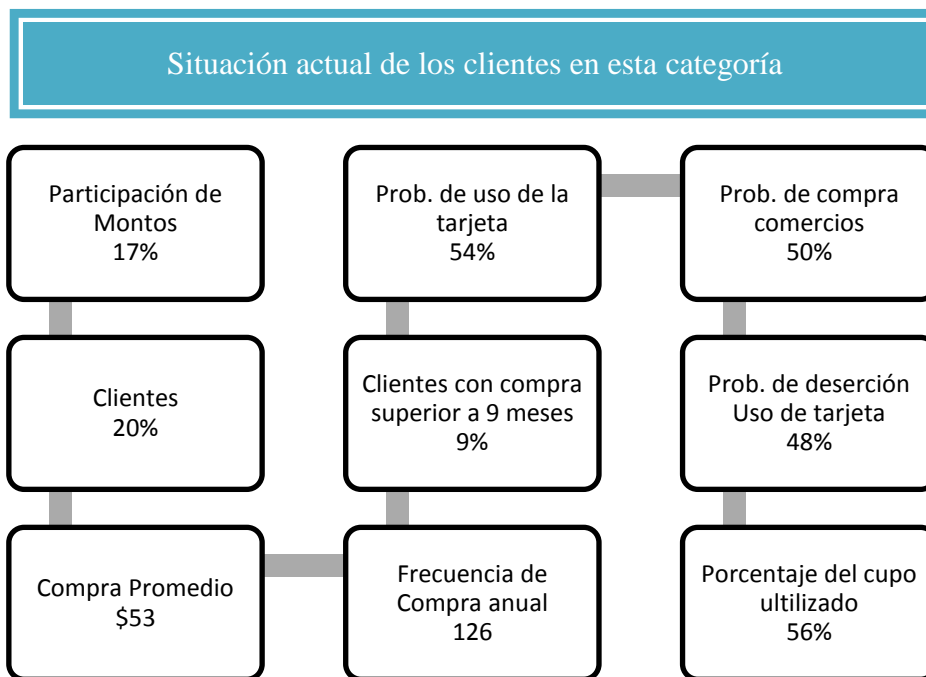 Situación actual de los clientes en esta categoría
Participación de
Montos
17%
Clientes
20%
Compra Promedio
$53
Frecuencia de
Compra anual
126
Clientes con compra
superior a 9 meses
9%
Prob. de uso de la
tarjeta
54%
Prob. de compra
comercios
50%
Prob. de deserción
Uso de tarjeta
48%
Porcentaje del cupo
ultilizado
56%